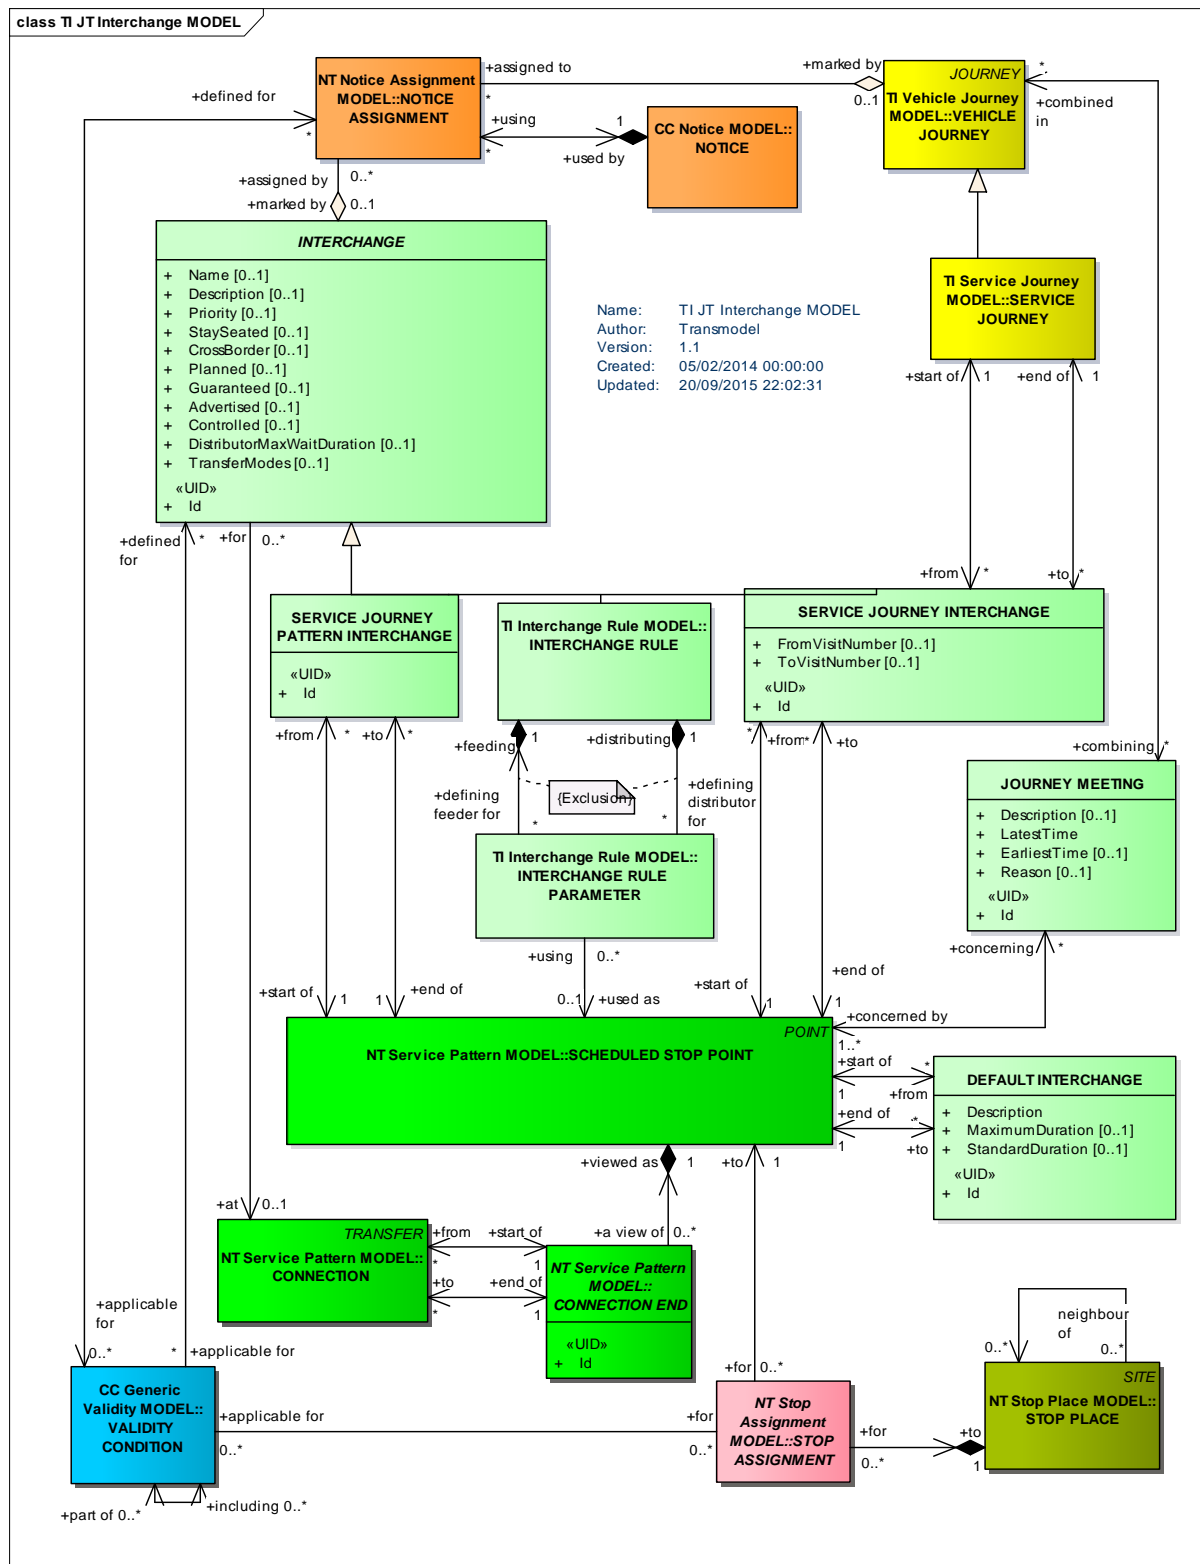 class TI JT Interchange MODEL
NT Notice Assignment
MODEL::NOTICE
ASSIGNMENT
+assigned to
*
+marked by
0..1
JOURNEY
TI Vehicle Journey
MODEL::VEHICLE
JOURNEY
*
+combined
in
+defined for
*
+using
*
1
+used by
CC Notice MODEL::
NOTICE
0..*
+assigned by
+marked by
0..1
INTERCHANGE
+ Name [0..1]
+ Description [0..1]
+ Priority [0..1]
+ StaySeated [0..1]
+ CrossBorder [0..1]
+ Planned [0..1]
+ Guaranteed [0..1]
+ Advertised [0..1]
+ Controlled [0..1]
+ DistributorMaxWaitDuration [0..1]
+ TransferModes [0..1]
«UID»
+ Id
Name: TI JT Interchange MODEL
Author: Transmodel
Version: 1.1
Created: 05/02/2014 00:00:00
Updated: 20/09/2015 22:02:31
TI Service Journey
MODEL::SERVICE
JOURNEY
+start of
1
+end of
1
+defined
for
*
+for
0..*
+from
*
+to
*
SERVICE JOURNEY
PATTERN INTERCHANGE
«UID»
+ Id
TI Interchange Rule MODEL::
INTERCHANGE RULE
SERVICE JOURNEY INTERCHANGE
+ FromVisitNumber [0..1]
+ ToVisitNumber [0..1]
«UID»
+ Id
+from
*
+to
*
+feeding
1
+distributing
1
*
+from
*
+to
+combining
*
{Exclusion}
+defining
feeder for
*
+defining
distributor
for
*
JOURNEY MEETING
+ Description [0..1]
+ LatestTime
+ EarliestTime [0..1]
+ Reason [0..1]
«UID»
+ Id
TI Interchange Rule MODEL::
INTERCHANGE RULE
PARAMETER
+using
0..*
+concerning
*
+start of
1
1
+end of
0..1
+used as
+start of
1
+end of
1
+concerned by
1..*
POINT
NT Service Pattern MODEL::SCHEDULED STOP POINT
+start of
1
*
+from
+end of
1
*
+to
DEFAULT INTERCHANGE
+ Description
+ MaximumDuration [0..1]
+ StandardDuration [0..1]
«UID»
+ Id
+viewed as
1
+to
1
+at
0..1
+a view of
0..*
TRANSFER
NT Service Pattern MODEL::
CONNECTION
+from
*
+start of
1
+to
*
+end of
1
NT Service Pattern
MODEL::
CONNECTION END
«UID»
+ Id
neighbour
of
0..*
0..*
+applicable
for
0..*
*
+applicable for
+for
0..*
CC Generic
Validity MODEL::
VALIDITY
CONDITION
+applicable for
0..*
+for
0..*
NT Stop
Assignment
MODEL::STOP
ASSIGNMENT
+for
0..*
+to
1
SITE
NT Stop Place MODEL::
STOP PLACE
+part of 0..*
+including 0..*